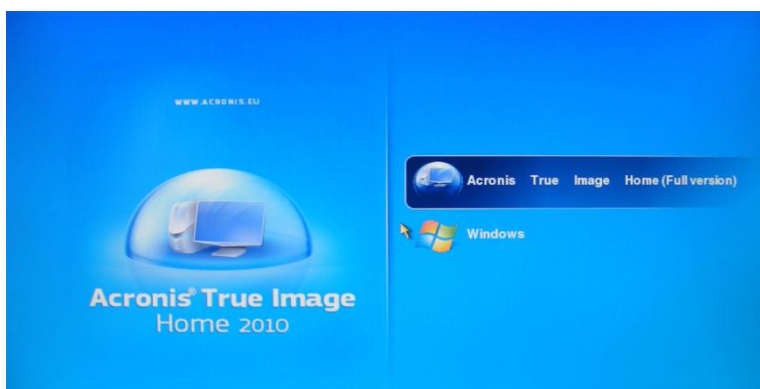 WWW.ACRONIS.EU
Acronis® True Image
Home 2010
Acronis True Image Home (Full version)
Windows